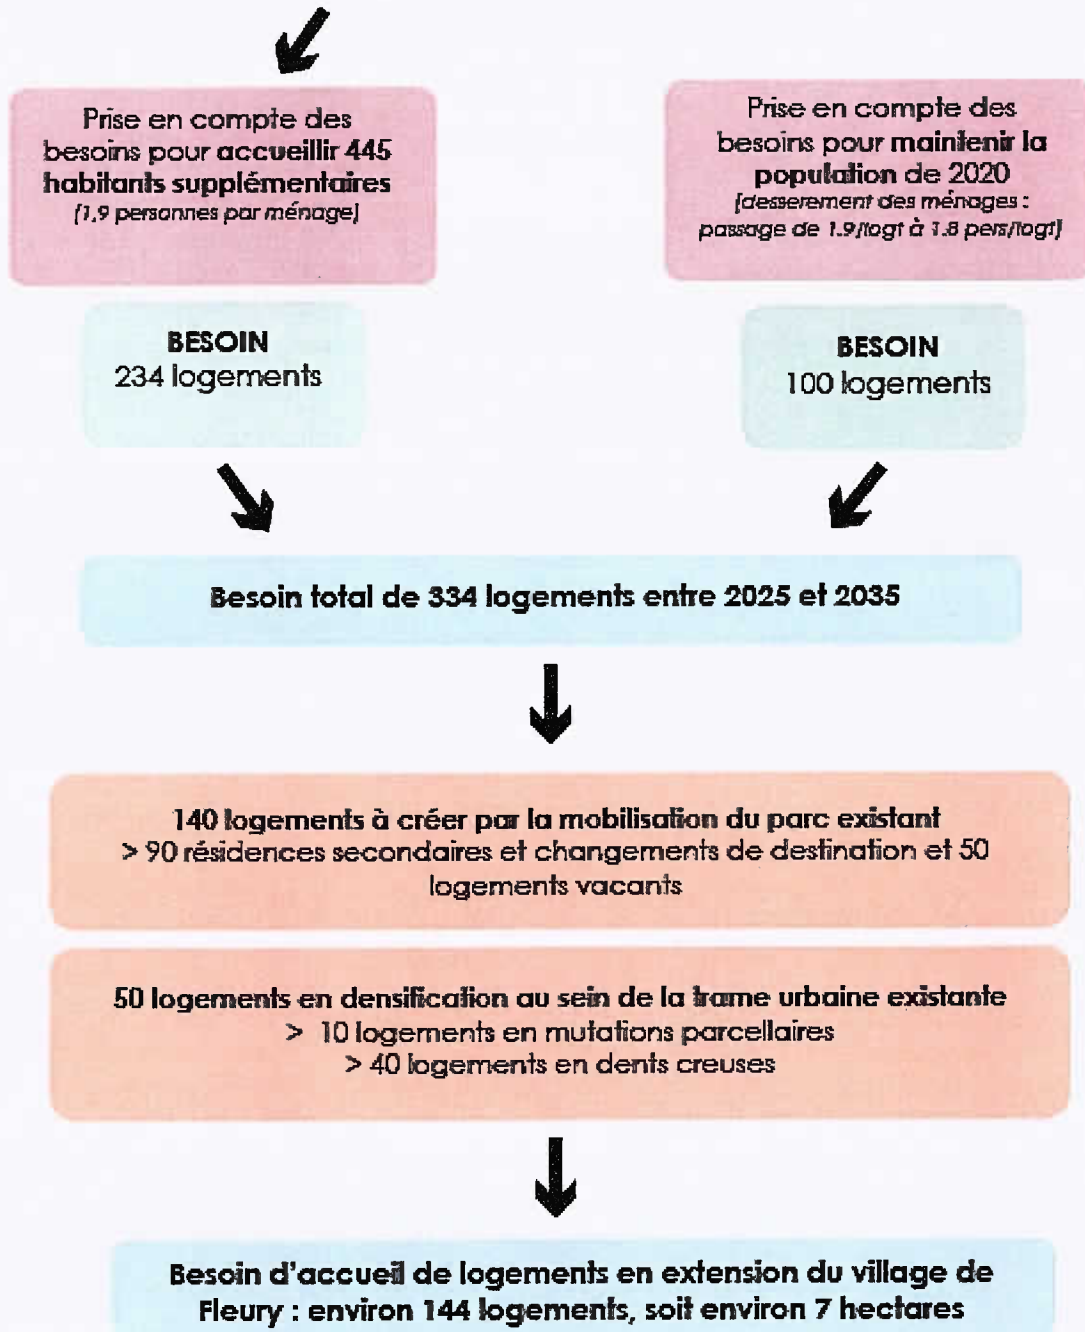 Prise en compte des
besoins pour accueillir 445
habitants supplémentaires
[1,9 personnes par ménage]
Prise en compte des
besoins pour maintenir la
population de 2020
[desserement des ménages :
passage de 1.9/logt à 1.8 pers/logt]
BESOIN
234 logements
BESOIN
100 logements
Besoin total de 334 logements entre 2025 et 2035
140 logements à créer par la mobilisation du parc existant
> 90 résidences secondaires et changements de destination et 50
logements vacants
50 logements en densification au sein de la trame urbaine existante
> 10 logements en mutations parcellaires
> 40 logements en dents creuses
Besoin d'accueil de logements en extension du village de
Fleury : environ 144 logements, soit environ 7 hectares